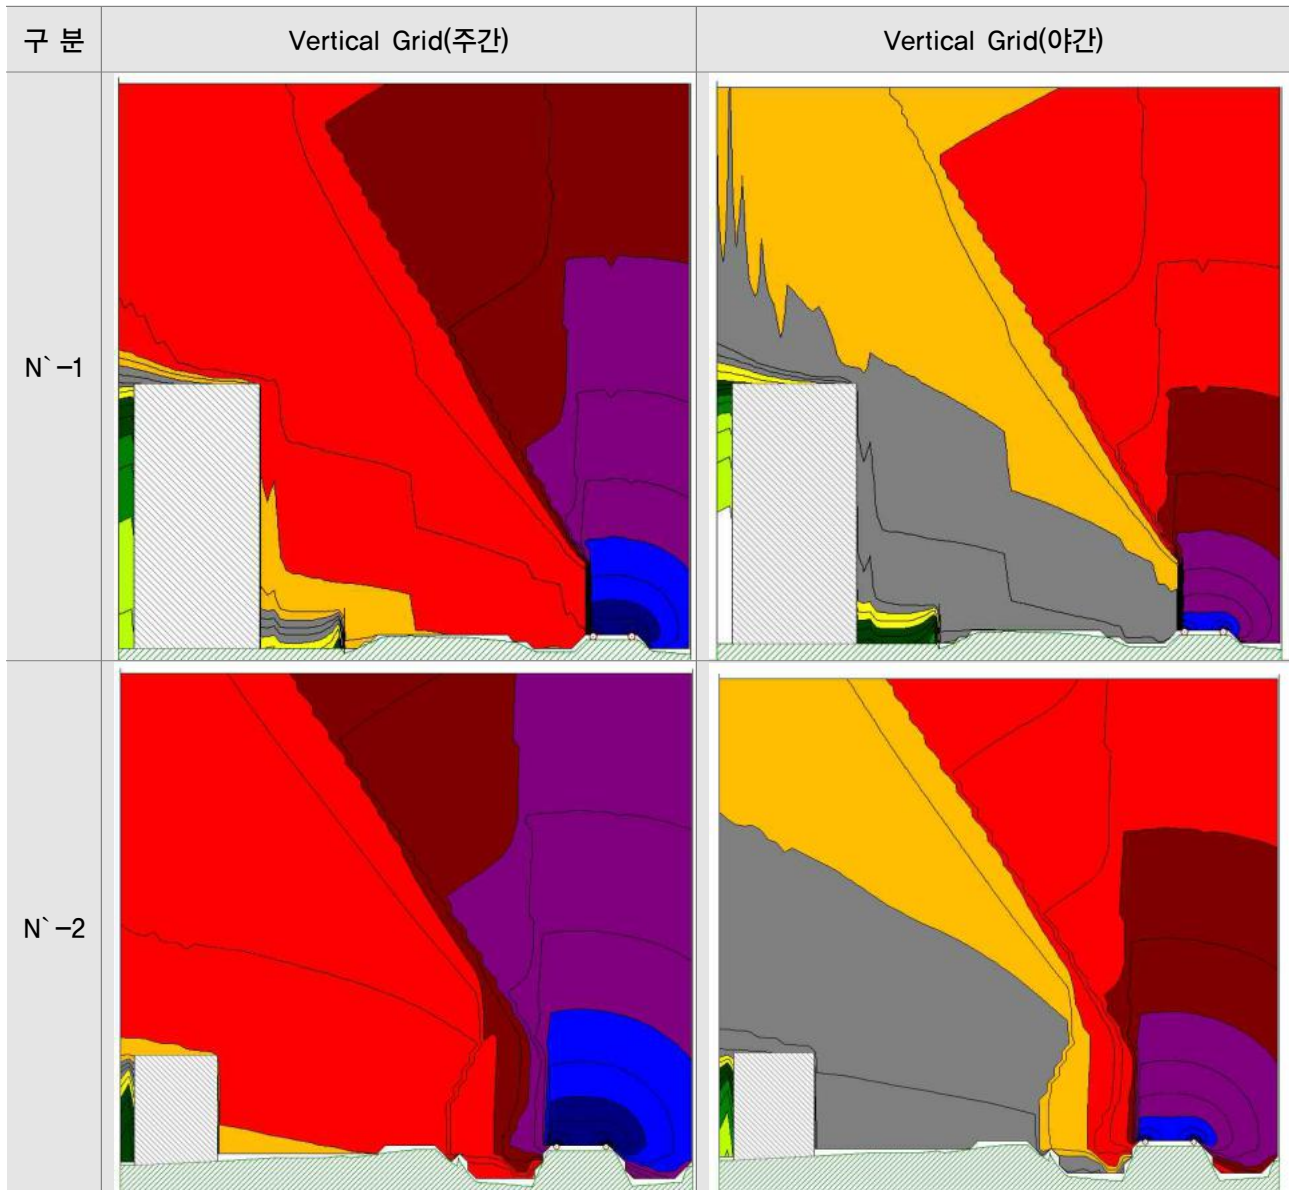 구 분
Vertical Grid(주간)
Vertical Grid(야간)
N`-1
N`-2